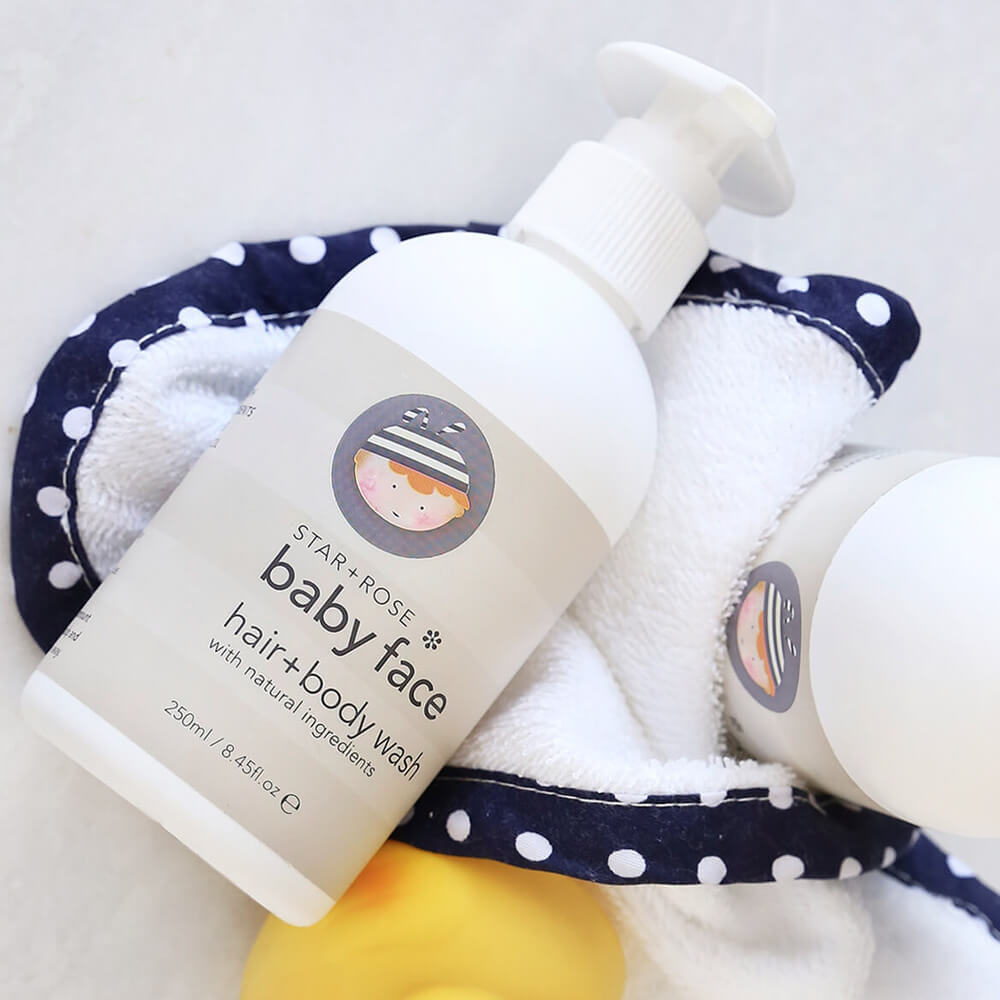 STAR+ROSE
baby face
hair+body wash
with natural ingredients
250ml / 8.45fl.oz ℮